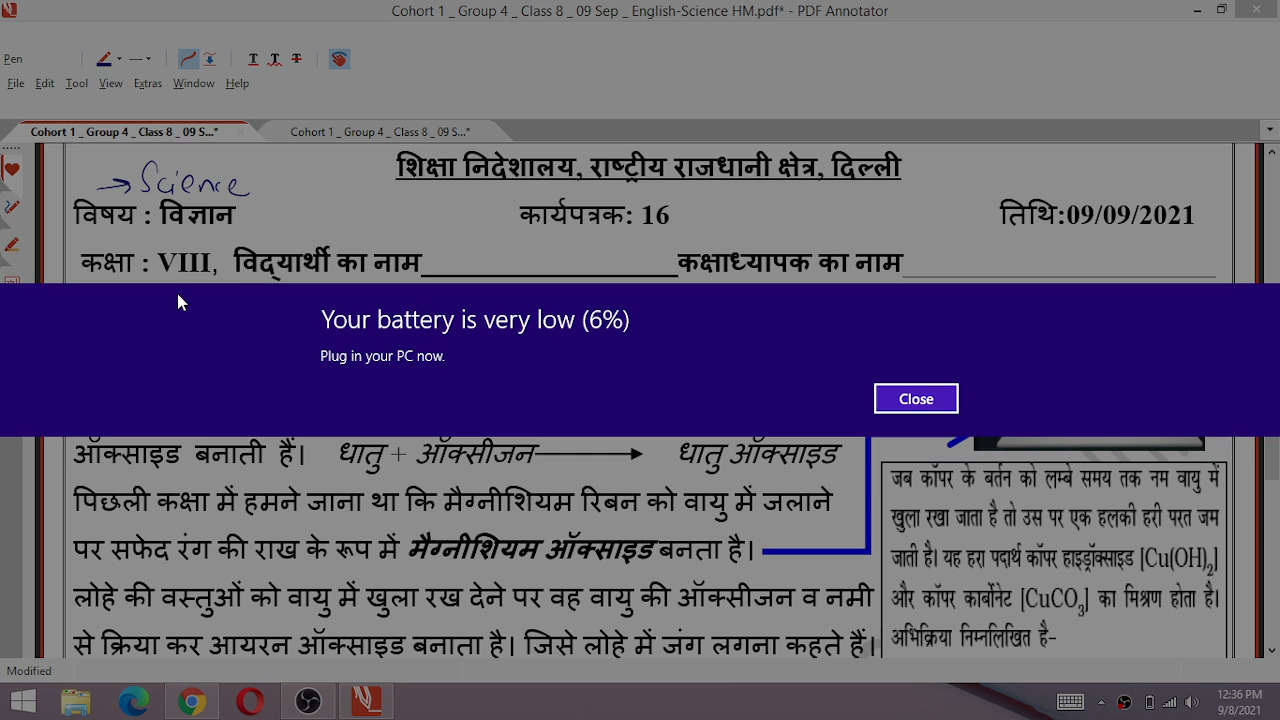 Cohort 1 _ Group 4 _ Class 8 _ 09 Sep _ English-Science HM.pdf* - PDF Annotator
Pen
T T T
File Edit Tool View Extras Window Help
Cohort 1 _ Group 4 _ Class 8 _ 09 S...*
Cohort 1 _ Group 4 _ Class 8 _ 09 S...*
→ Science
शिक्षा निदेशालय, राष्ट्रीय राजधानी क्षेत्र, दिल्ली
विषय : विज्ञान
कार्यपत्रक: 16
तिथि:09/09/2021
कक्षा : VIII, विद्यार्थी का नाम____________________कक्षाध्यापक का नाम____________________
Your battery is very low (6%)
Plug in your PC now.
Close
ऑक्साइड बनाती हैं। धातु + ऑक्सीजन → धातु ऑक्साइड
पिछली कक्षा में हमने जाना था कि मैग्नीशियम रिबन को वायु में जलाने
पर सफेद रंग की राख के रूप में मैग्नीशियम ऑक्साइड बनता है।
लोहे की वस्तुओं को वायु में खुला रख देने पर वह वायु की ऑक्सीजन व नमी
से क्रिया कर आयरन ऑक्साइड बनाता है। जिसे लोहे में जंग लगना कहते हैं।
जब कॉपर के बर्तन को लम्बे समय तक नम वायु में
खुला रखा जाता है तो उस पर एक हलकी हरी परत जम
जाती है। यह हरा पदार्थ कॉपर हाइड्रॉक्साइड [Cu(OH)₂]
और कॉपर कार्बोनेट [CuCO₃] का मिश्रण होता है।
अभिक्रिया निम्नलिखित है-
Modified
12:36 PM
9/8/2021